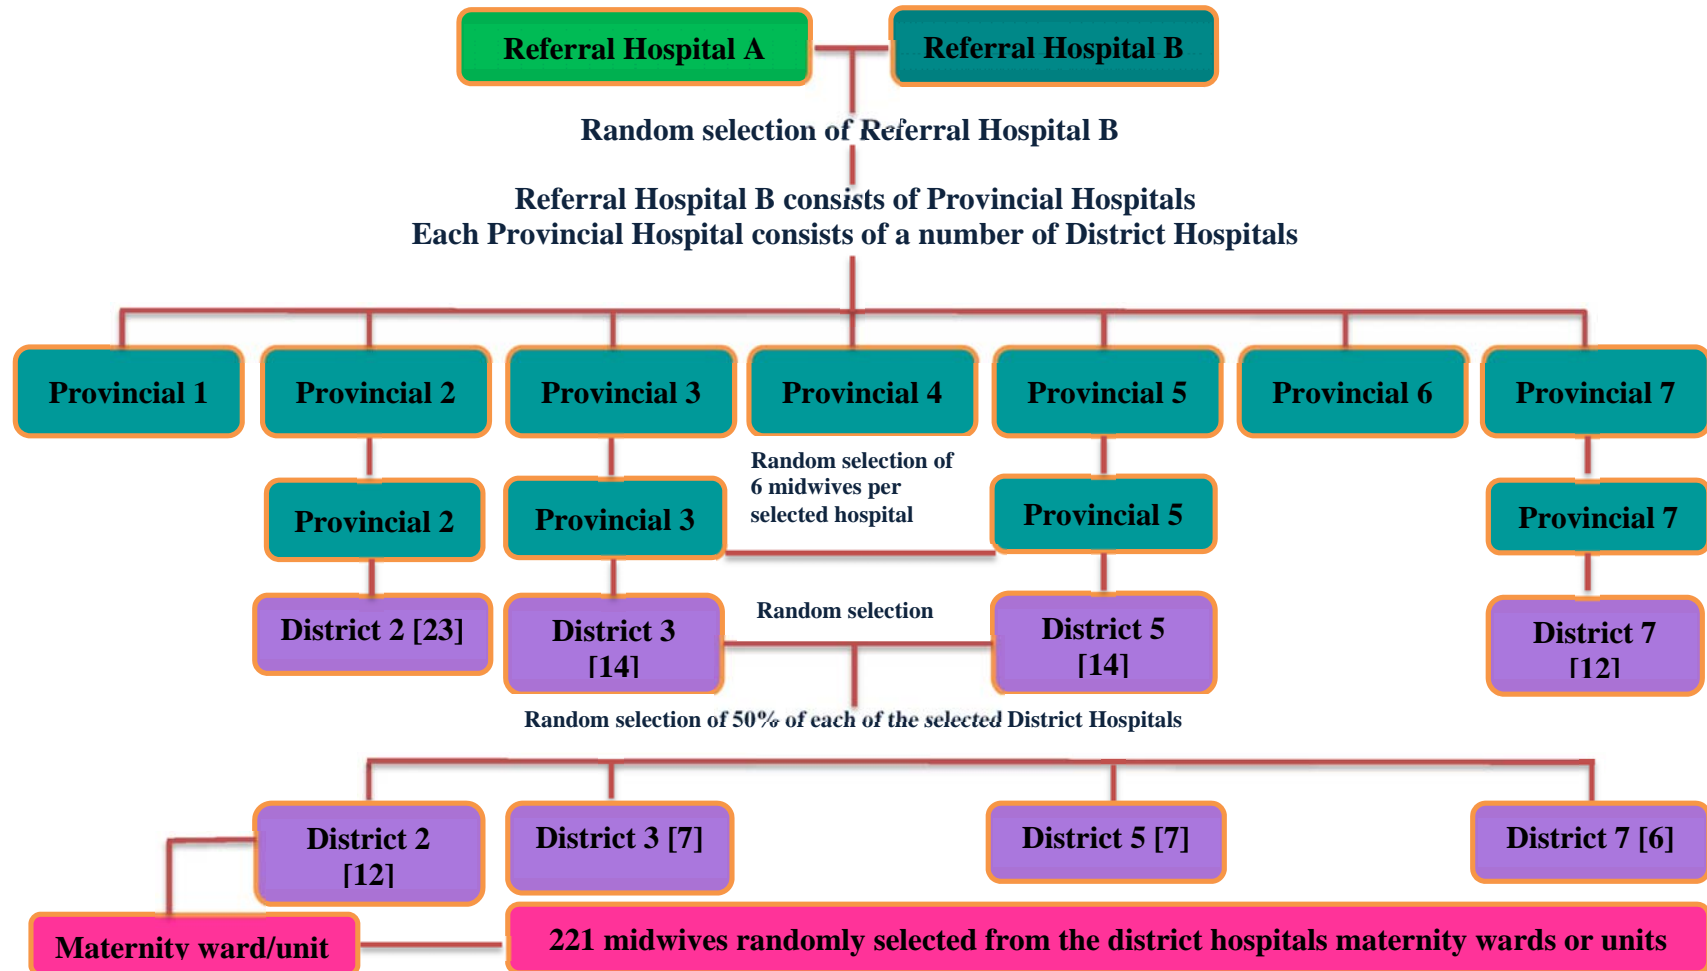 Referral Hospital A
Referral Hospital B
Random selection of Referral Hospital B
Referral Hospital B consists of Provincial Hospitals
Each Provincial Hospital consists of a number of District Hospitals
Provincial 1
Provincial 2
Provincial 3
Provincial 4
Provincial 5
Provincial 6
Provincial 7
Random selection of
6 midwives per
selected hospital
Provincial 2
Provincial 3
Provincial 5
Provincial 7
District 2 [23]
District 3
[14]
Random selection
District 5
[14]
District 7
[12]
Random selection of 50% of each of the selected District Hospitals
District 2
[12]
District 3 [7]
District 5 [7]
District 7 [6]
Maternity ward/unit
221 midwives randomly selected from the district hospitals maternity wards or units